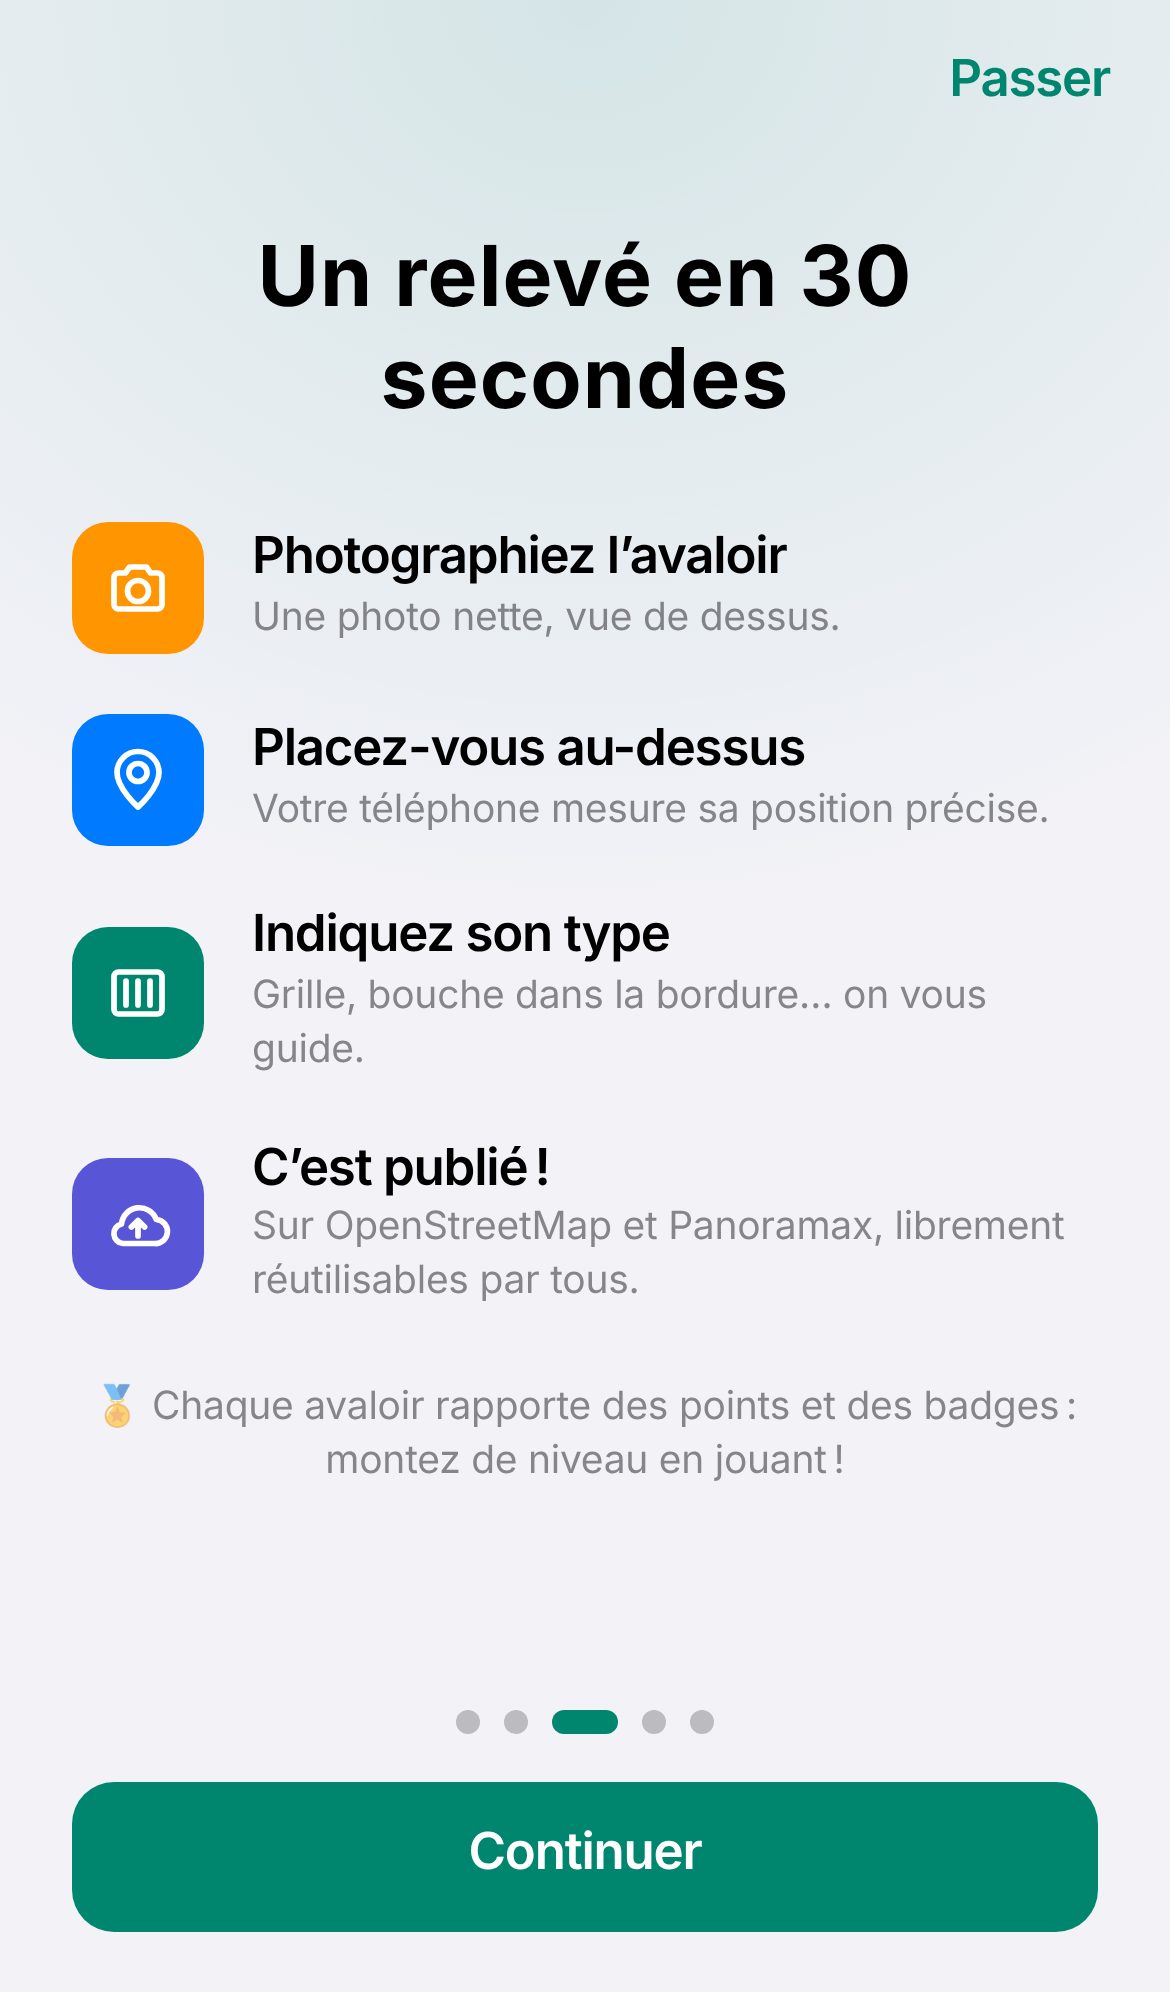 Passer
Un relevé en 30
secondes
Photographiez l’avaloir
Une photo nette, vue de dessus.
Placez-vous au-dessus
Votre téléphone mesure sa position précise.
Indiquez son type
Grille, bouche dans la bordure… on vous
guide.
C’est publié !
Sur OpenStreetMap et Panoramax, librement
réutilisables par tous.
🏅 Chaque avaloir rapporte des points et des badges :
montez de niveau en jouant !
Continuer